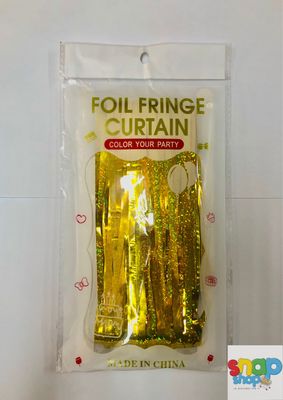 FOIL FRINGE
CURTAIN
COLOR YOUR PARTY
MADE IN CHINA
snap
shop